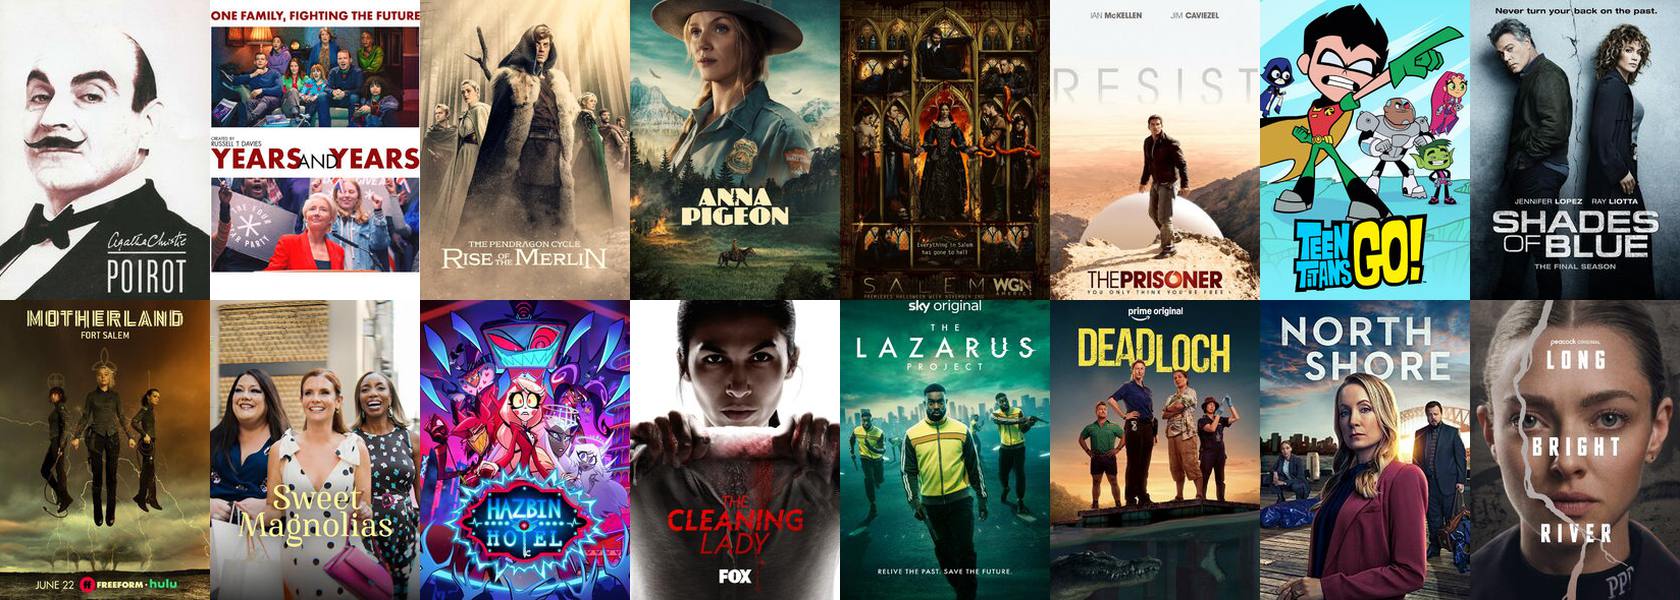 Agatha Christie
POIROT
ONE FAMILY, FIGHTING THE FUTURE
CREATED BY
RUSSELL T DAVIES
YEARS AND YEARS
THE PENDRAGON CYCLE
RISE OF THE MERLIN
ANNA
PIGEON
Everything in Salem
has gone to hell
SALEM WGN
AMERICA
IAN McKELLEN JIM CAVIEZEL
RESIST
THE PRISONER
YOU ONLY THINK YOU'RE FREE
TEEN
TITANS
GO!
Never turn your back on the past.
JENNIFER LOPEZ RAY LIOTTA
SHADES
OF BLUE
THE FINAL SEASON
MOTHERLAND
FORT SALEM
JUNE 22 FREEFORM · hulu
Sweet
Magnolias
HAZBIN
HOTEL
THE
CLEANING
LADY
FOX
sky original
THE
LAZARUS
PROJECT
RELIVE THE PAST. SAVE THE FUTURE.
prime original
DEADLOCH
NORTH
SHORE
peacock ORIGINAL
LONG
BRIGHT
RIVER